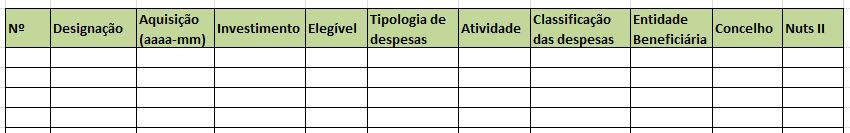 Nº
Designação
Aquisição
(aaaa-mm)
Investimento
Elegível
Tipologia de
despesas
Atividade
Classificação
das despesas
Entidade
Beneficiária
Concelho
Nuts II